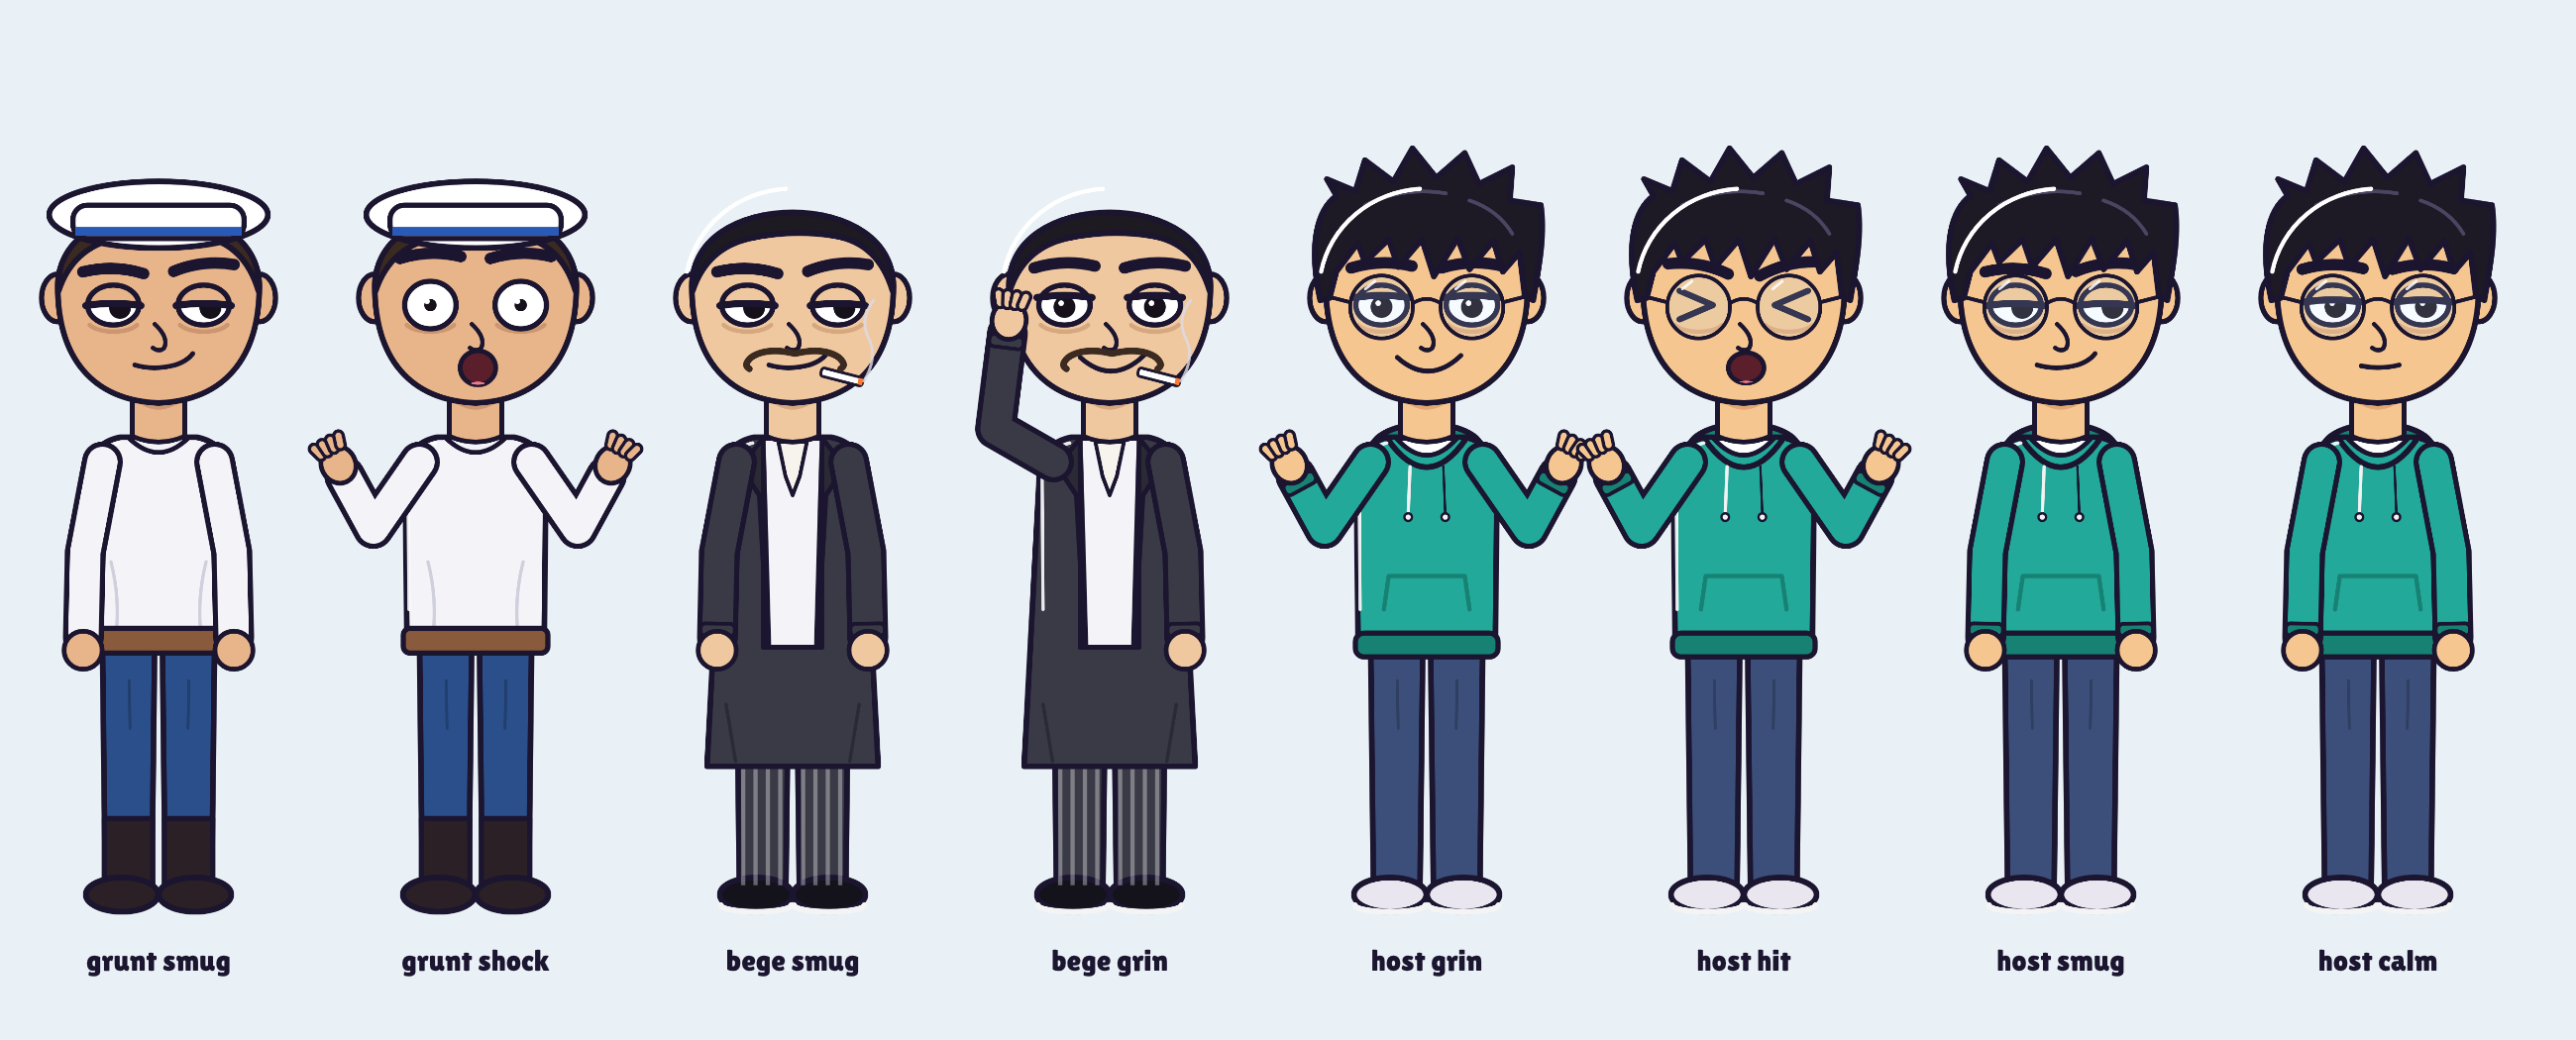 grunt smug
grunt shock
bege smug
bege grin
host grin
host hit
host smug
host calm